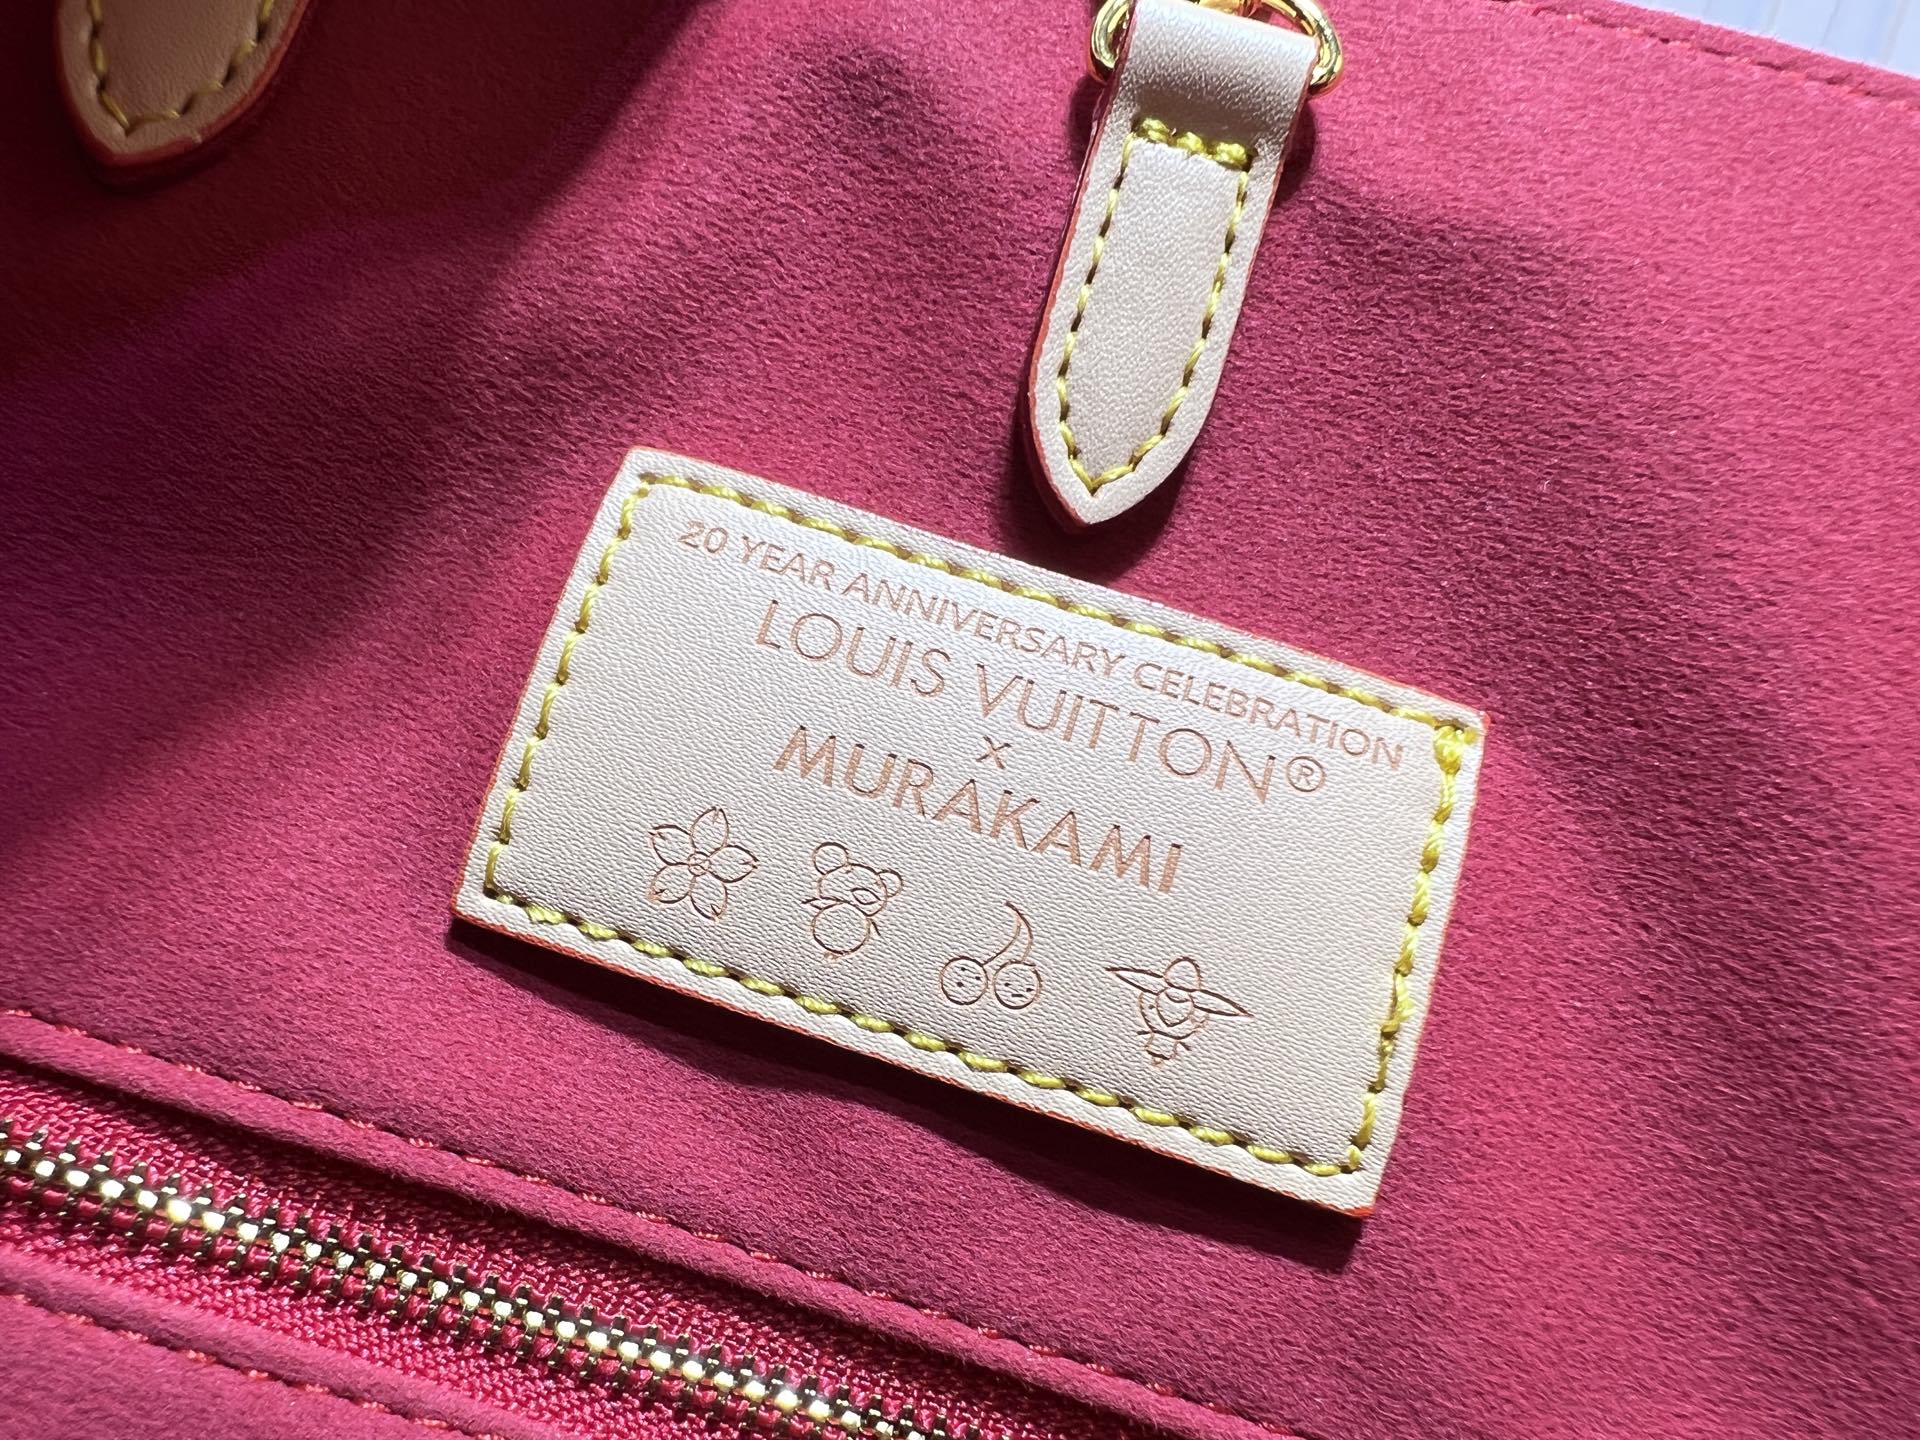 20 YEAR ANNIVERSARY CELEBRATION
LOUIS VUITTON®
x
MURAKAMI